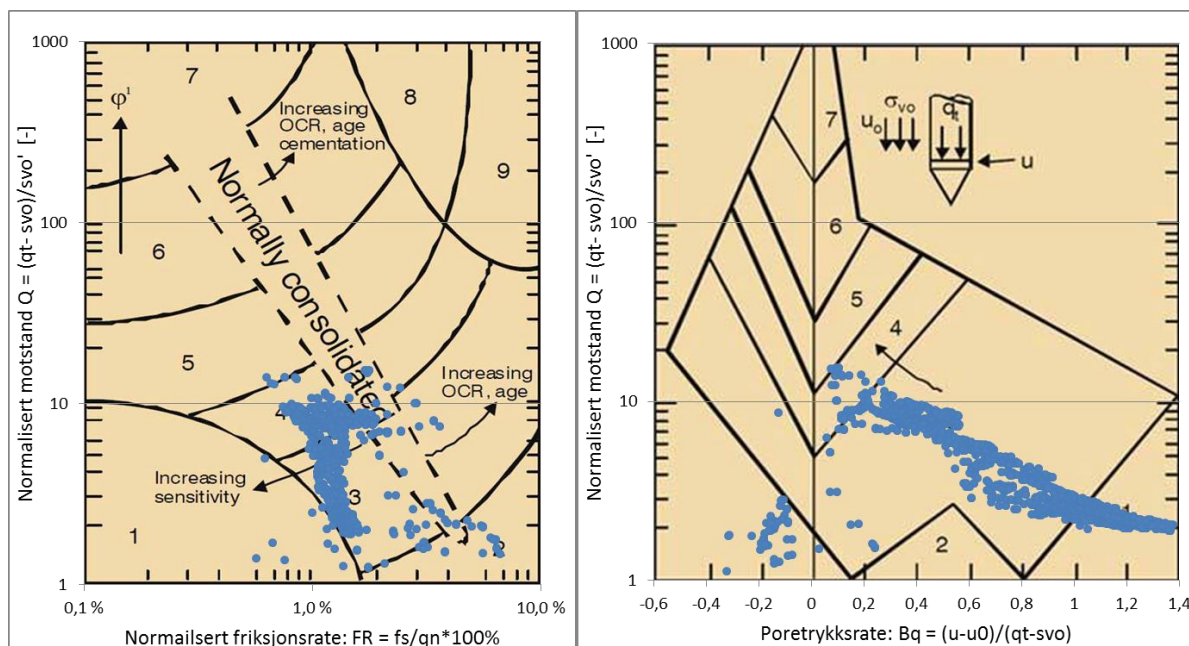 Normalisert motstand Q = (qt- svo)/svo' [-]
1000
100
10
1
φ'
7
8
9
6
5
4
3
1
2
Increasing
OCR, age
cementation
Normally consolidated
Increasing
OCR, age
Increasing
sensitivity
0,1 %
1,0 %
10,0 %
Normailsert friksjonsrate: FR = fs/qn*100%
Normalisert motstand Q = (qt- svo)/svo' [-]
1000
100
10
1
7
6
5
4
1
2
σvo
uo
qt
u
-0,6
-0,4
-0,2
0
0,2
0,4
0,6
0,8
1
1,2
1,4
Poretrykksrate: Bq = (u-u0)/(qt-svo)